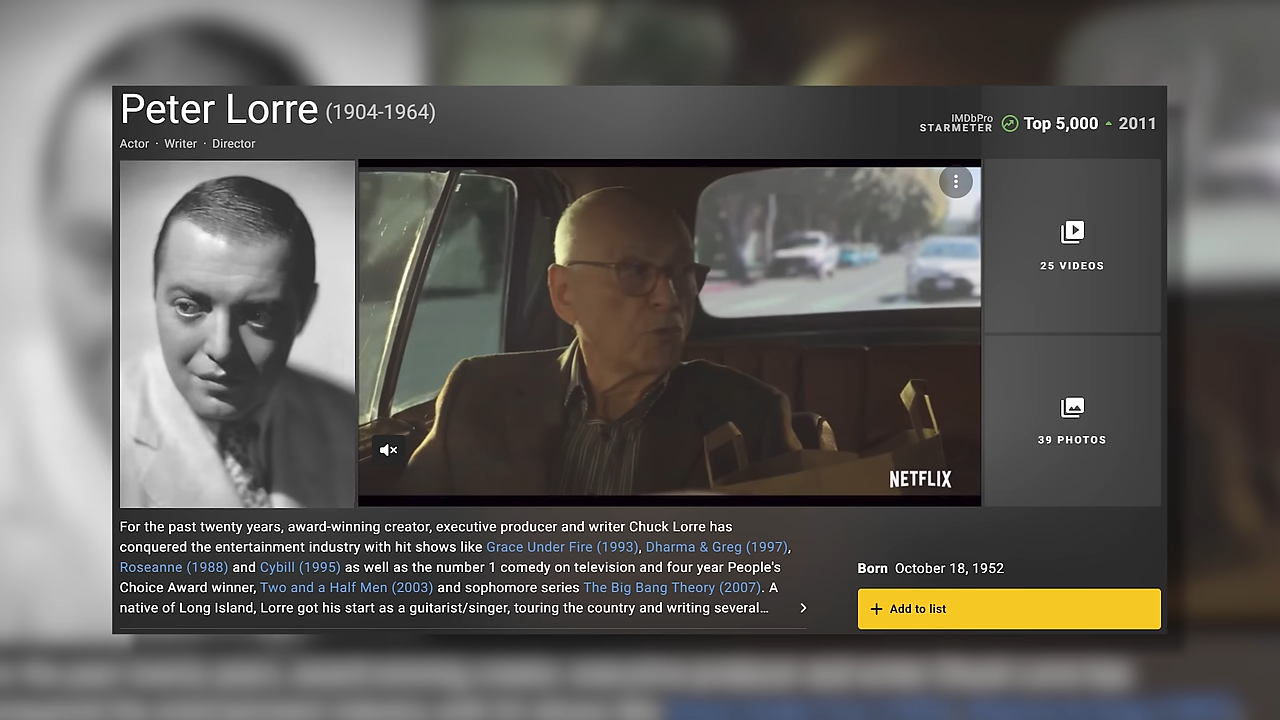 Peter Lorre (1904-1964)
IMDbPro
STARMETER
Top 5,000 2011
Actor · Writer · Director
25 VIDEOS
39 PHOTOS
NETFLIX
For the past twenty years, award-winning creator, executive producer and writer Chuck Lorre has
conquered the entertainment industry with hit shows like Grace Under Fire (1993), Dharma & Greg (1997),
Roseanne (1988) and Cybill (1995) as well as the number 1 comedy on television and four year People's
Choice Award winner, Two and a Half Men (2003) and sophomore series The Big Bang Theory (2007). A
native of Long Island, Lorre got his start as a guitarist/singer, touring the country and writing several...
Born October 18, 1952
+ Add to list